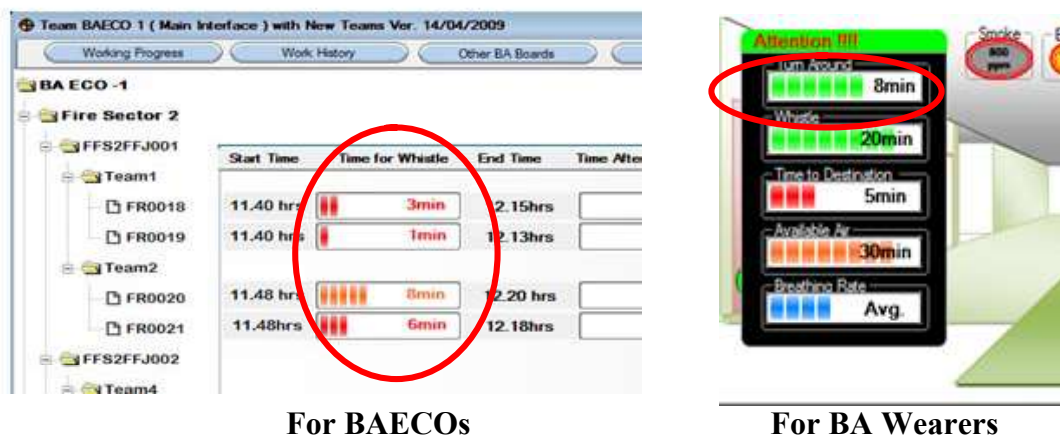 Team BAECO 1 ( Main Interface ) with New Teams Ver. 14/04/2009
Working Progress Work History Other BA Boards
BA ECO -1
Fire Sector 2
FFS2FFJ001
Start Time Time for Whistle End Time Time After
Team1
FR0018 11.40 hrs 3min 12.15hrs
FR0019 11.40 hrs 1min 12.13hrs
Team2
FR0020 11.48 hrs 8min 12.20 hrs
FR0021 11.48hrs 6min 12.18hrs
FFS2FFJ002
Team4
For BAECOs
Attention !!!!
Turn Around
8min
Whistle
20min
Time to Destination
5min
Available Air
30min
Breathing Rate
Avg.
Smoke
ppm
For BA Wearers